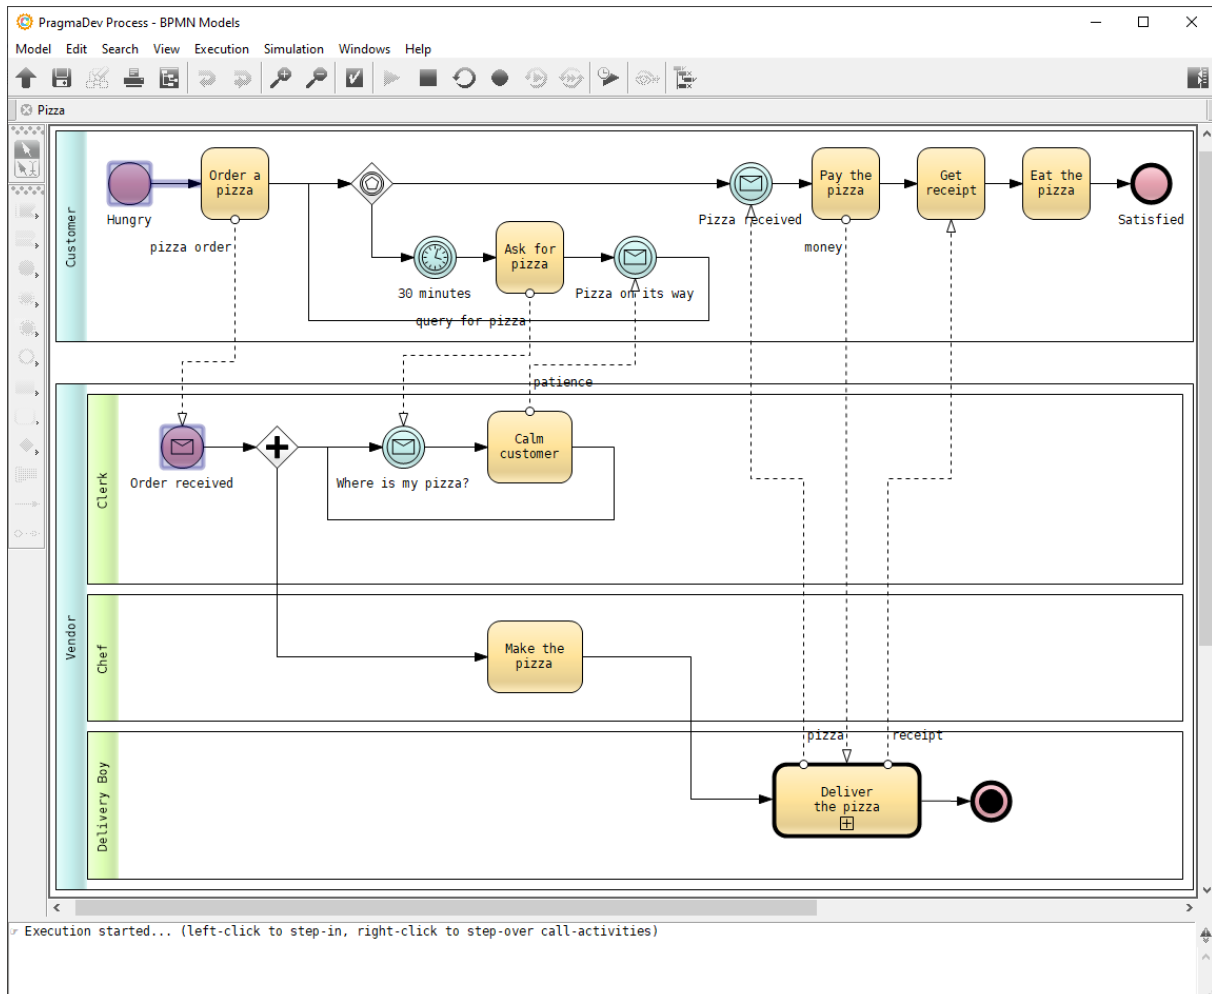 PragmaDev Process - BPMN Models
Model Edit Search View Execution Simulation Windows Help
Pizza
Customer
Hungry
Order a
pizza
pizza order
30 minutes
Ask for
pizza
Pizza on its way
query for pizza
Pizza received
Pay the
pizza
money
Get
receipt
Eat the
pizza
Satisfied
patience
Vendor
Clerk
Order received
Where is my pizza?
Calm
customer
Chef
Make the
pizza
Delivery Boy
pizza
receipt
Deliver
the pizza
Execution started... (left-click to step-in, right-click to step-over call-activities)